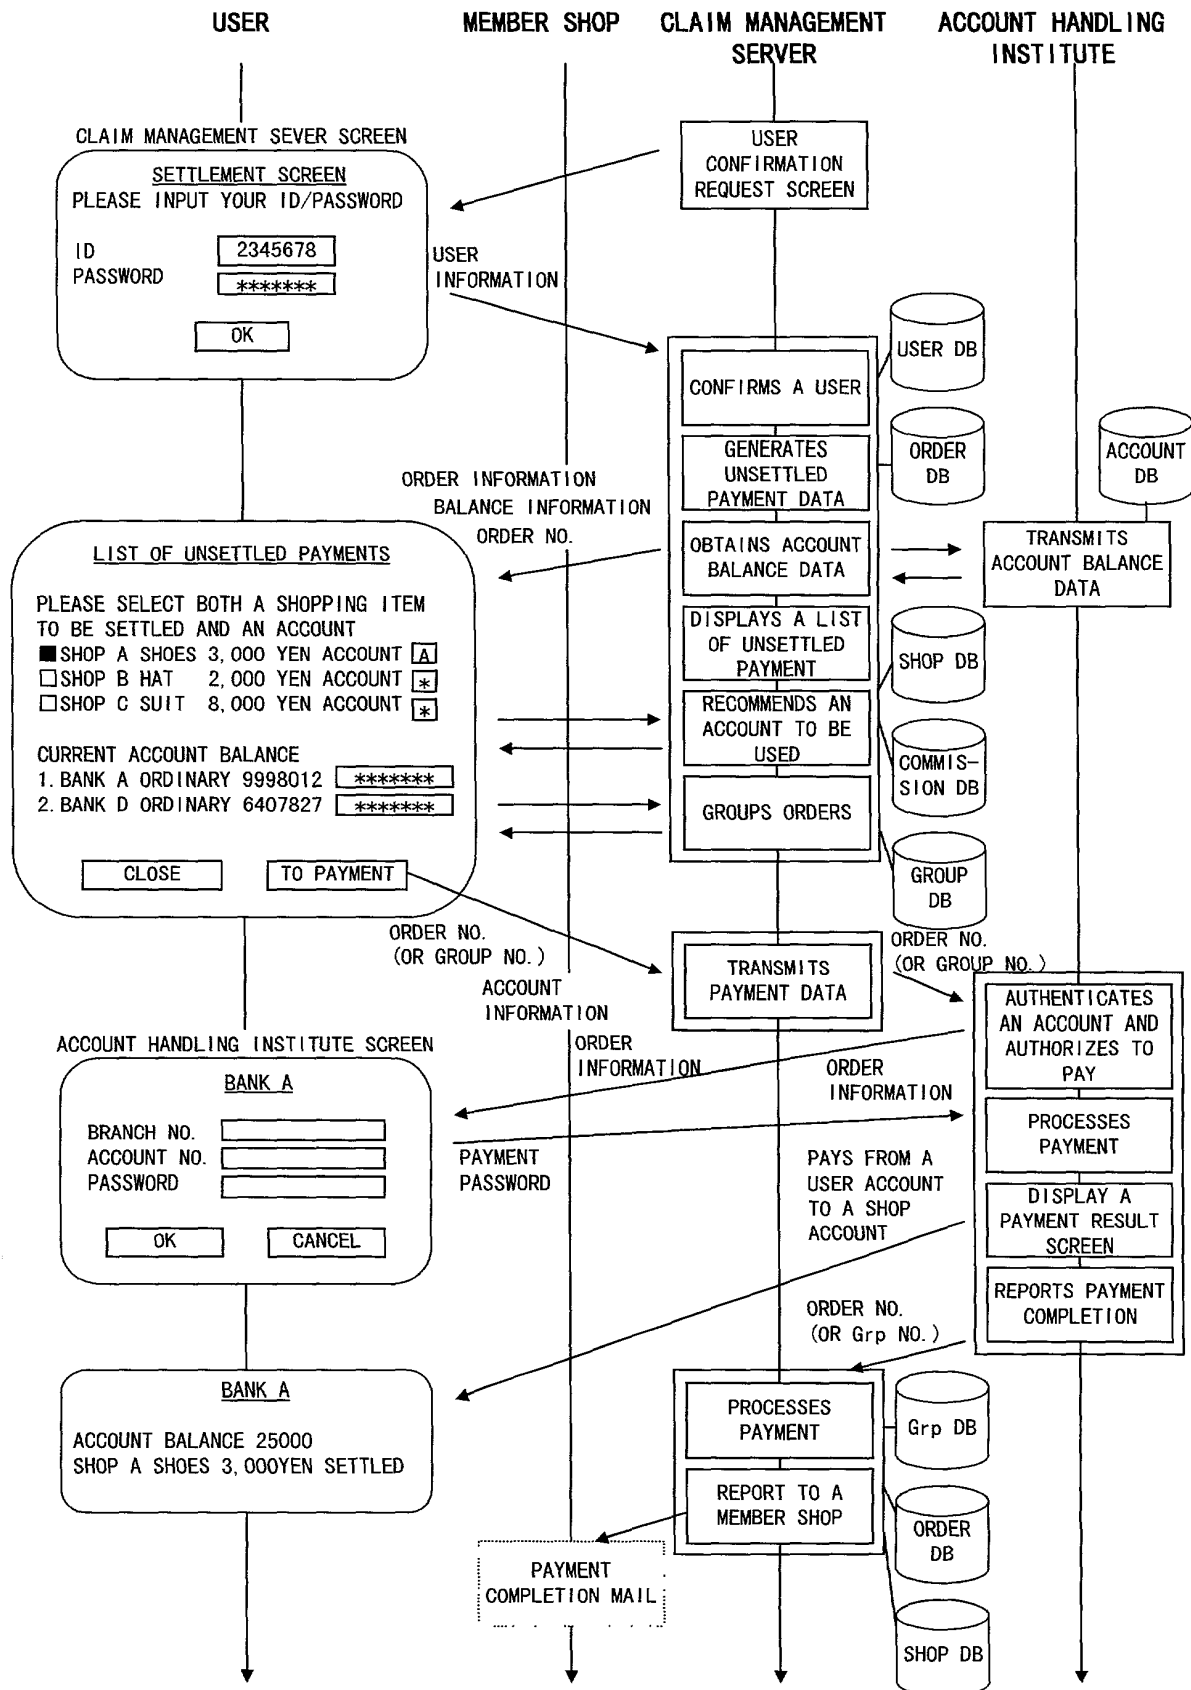 USER
MEMBER SHOP
CLAIM MANAGEMENT
SERVER
ACCOUNT HANDLING
INSTITUTE
CLAIM MANAGEMENT SEVER SCREEN
SETTLEMENT SCREEN
PLEASE INPUT YOUR ID/PASSWORD
ID
2345678
PASSWORD
*******
OK
USER
CONFIRMATION
REQUEST SCREEN
USER
INFORMATION
CONFIRMS A USER
USER DB
GENERATES
UNSETTLED
PAYMENT DATA
ORDER
DB
ACCOUNT
DB
ORDER INFORMATION
BALANCE INFORMATION
ORDER NO.
OBTAINS ACCOUNT
BALANCE DATA
TRANSMITS
ACCOUNT BALANCE
DATA
LIST OF UNSETTLED PAYMENTS
PLEASE SELECT BOTH A SHOPPING ITEM
TO BE SETTLED AND AN ACCOUNT
■SHOP A SHOES 3,000 YEN ACCOUNT A
□SHOP B HAT 2,000 YEN ACCOUNT *
□SHOP C SUIT 8,000 YEN ACCOUNT *
CURRENT ACCOUNT BALANCE
1. BANK A ORDINARY 9998012 *******
2. BANK D ORDINARY 6407827 *******
CLOSE
TO PAYMENT
DISPLAYS A LIST
OF UNSETTLED
PAYMENT
SHOP DB
RECOMMENDS AN
ACCOUNT TO BE
USED
COMMIS-
SION DB
GROUPS ORDERS
GROUP
DB
ORDER NO.
(OR GROUP NO.)
ACCOUNT
INFORMATION
TRANSMITS
PAYMENT DATA
ORDER NO.
(OR GROUP NO.)
AUTHENTICATES
AN ACCOUNT AND
AUTHORIZES TO
PAY
ACCOUNT HANDLING INSTITUTE SCREEN
ORDER
INFORMATION
ORDER
INFORMATION
BANK A
BRANCH NO.
ACCOUNT NO.
PASSWORD
OK
CANCEL
PAYMENT
PASSWORD
PROCESSES
PAYMENT
PAYS FROM A
USER ACCOUNT
TO A SHOP
ACCOUNT
DISPLAY A
PAYMENT RESULT
SCREEN
REPORTS PAYMENT
COMPLETION
ORDER NO.
(OR Grp NO.)
BANK A
ACCOUNT BALANCE 25000
SHOP A SHOES 3,000YEN SETTLED
PROCESSES
PAYMENT
Grp DB
REPORT TO A
MEMBER SHOP
ORDER
DB
PAYMENT
COMPLETION MAIL
SHOP DB